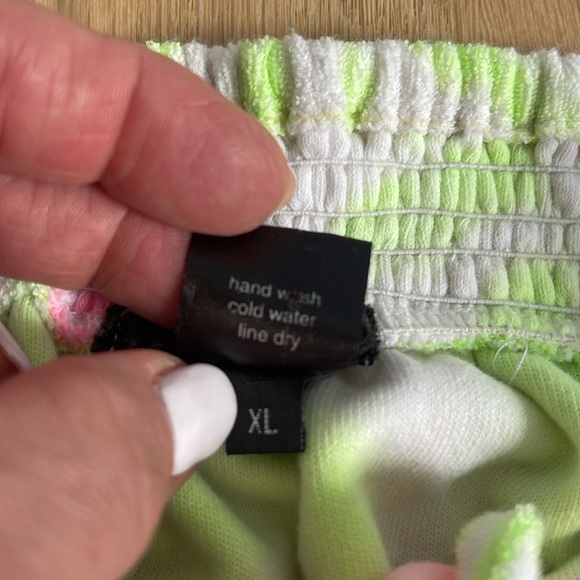 hand wash
cold water
line dry
XL